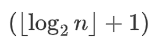 (⌊log₂ n⌋ + 1)